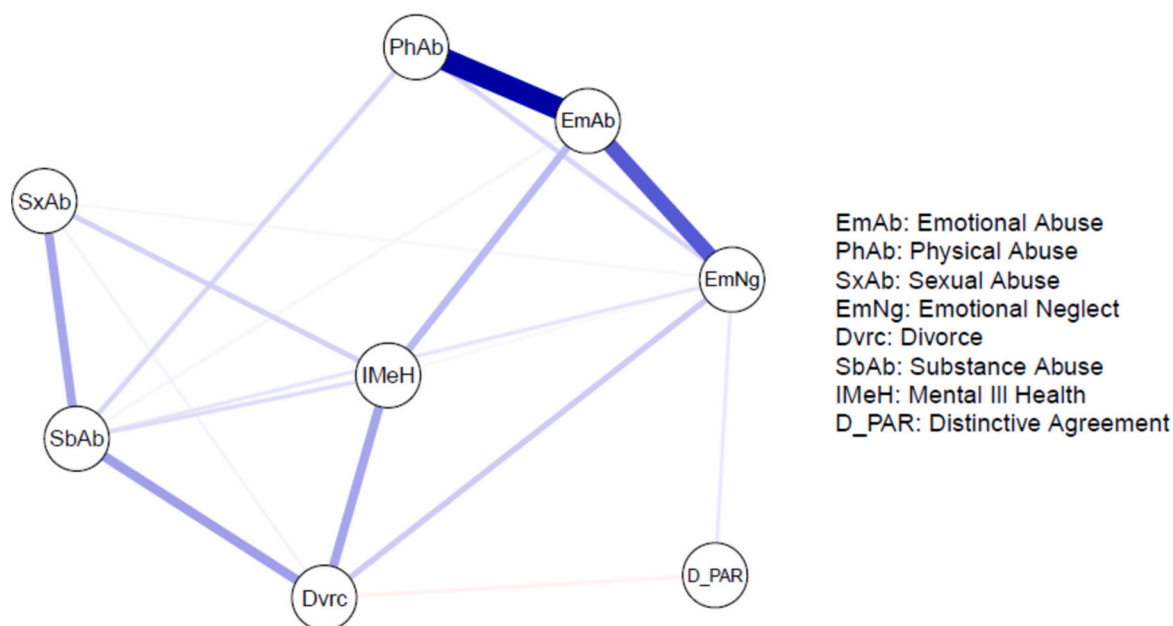 PhAb
EmAb
SxAb
EmNg
IMeH
SbAb
D_PAR
Dvrc
EmAb: Emotional Abuse
PhAb: Physical Abuse
SxAb: Sexual Abuse
EmNg: Emotional Neglect
Dvrc: Divorce
SbAb: Substance Abuse
IMeH: Mental Ill Health
D_PAR: Distinctive Agreement